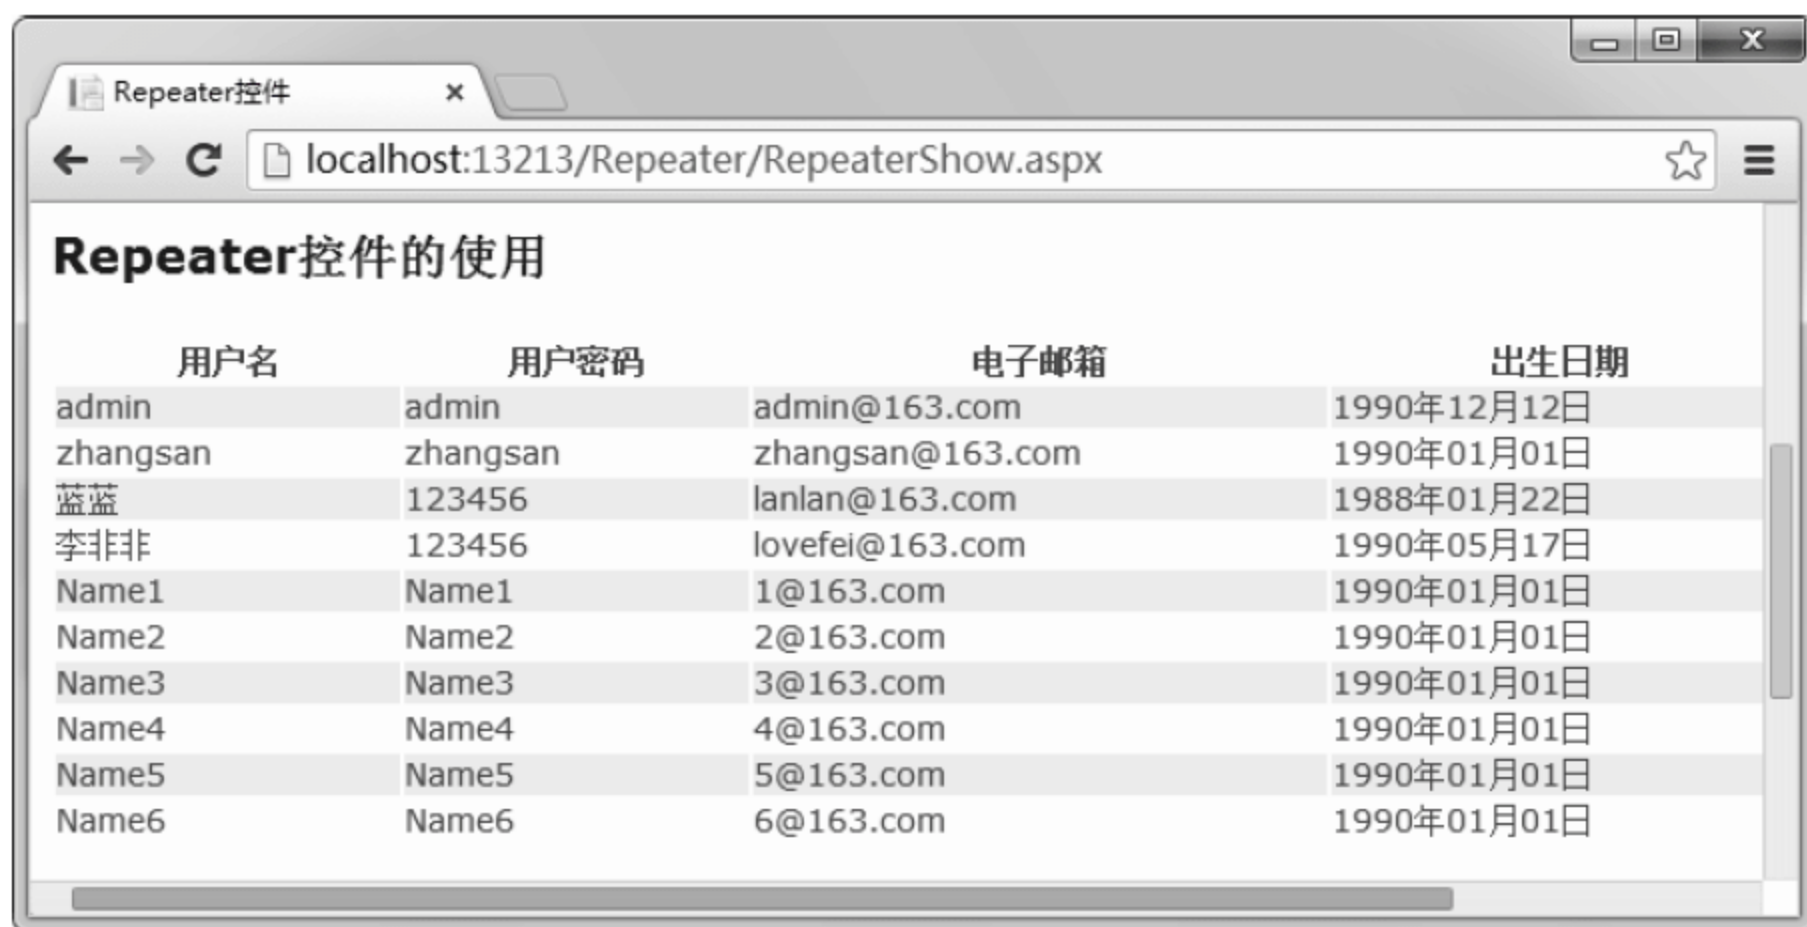 Repeater控件
localhost:13213/Repeater/RepeaterShow.aspx
Repeater控件的使用
用户名 用户密码 电子邮箱 出生日期
admin admin admin@163.com 1990年12月12日
zhangsan zhangsan zhangsan@163.com 1990年01月01日
蓝蓝 123456 lanlan@163.com 1988年01月22日
李非非 123456 lovefei@163.com 1990年05月17日
Name1 Name1 1@163.com 1990年01月01日
Name2 Name2 2@163.com 1990年01月01日
Name3 Name3 3@163.com 1990年01月01日
Name4 Name4 4@163.com 1990年01月01日
Name5 Name5 5@163.com 1990年01月01日
Name6 Name6 6@163.com 1990年01月01日